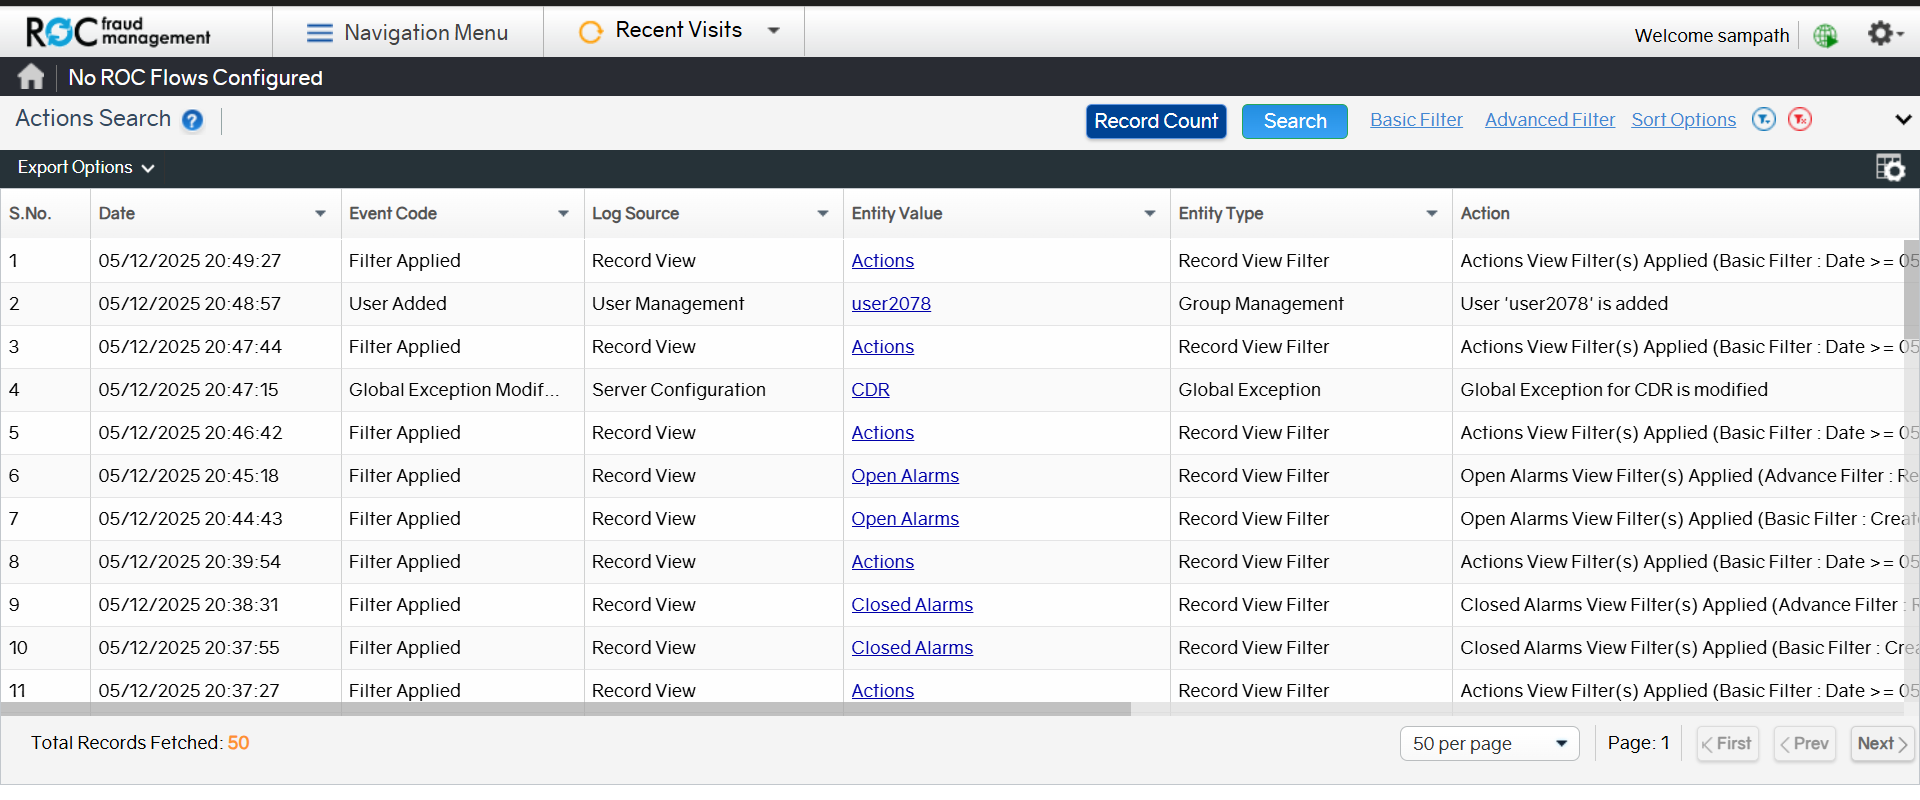 ROC fraud management Navigation Menu Recent Visits Welcome sampath
No ROC Flows Configured
Actions Search ? Record Count Search Basic Filter Advanced Filter Sort Options
Export Options
S.No. Date Event Code Log Source Entity Value Entity Type Action
1 05/12/2025 20:49:27 Filter Applied Record View Actions Record View Filter Actions View Filter(s) Applied (Basic Filter : Date >= 05
2 05/12/2025 20:48:57 User Added User Management user2078 Group Management User 'user2078' is added
3 05/12/2025 20:47:44 Filter Applied Record View Actions Record View Filter Actions View Filter(s) Applied (Basic Filter : Date >= 05
4 05/12/2025 20:47:15 Global Exception Modif... Server Configuration CDR Global Exception Global Exception for CDR is modified
5 05/12/2025 20:46:42 Filter Applied Record View Actions Record View Filter Actions View Filter(s) Applied (Basic Filter : Date >= 05
6 05/12/2025 20:45:18 Filter Applied Record View Open Alarms Record View Filter Open Alarms View Filter(s) Applied (Advance Filter : Re
7 05/12/2025 20:44:43 Filter Applied Record View Open Alarms Record View Filter Open Alarms View Filter(s) Applied (Basic Filter : Creat
8 05/12/2025 20:39:54 Filter Applied Record View Actions Record View Filter Actions View Filter(s) Applied (Basic Filter : Date >= 05
9 05/12/2025 20:38:31 Filter Applied Record View Closed Alarms Record View Filter Closed Alarms View Filter(s) Applied (Advance Filter : R
10 05/12/2025 20:37:55 Filter Applied Record View Closed Alarms Record View Filter Closed Alarms View Filter(s) Applied (Basic Filter : Crea
11 05/12/2025 20:37:27 Filter Applied Record View Actions Record View Filter Actions View Filter(s) Applied (Basic Filter : Date >= 05
Total Records Fetched: 50 50 per page Page: 1 First Prev Next